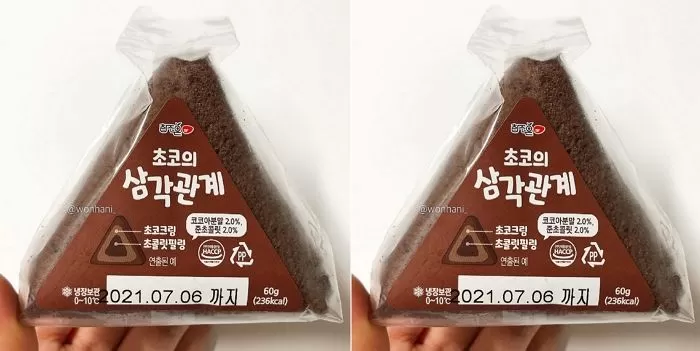 초코의
삼각관계
@wonhani_
코코아분말 2.0%,
준초콜릿 2.0%
초코크림
초콜릿필링
연출된 예
HACCP
PP
냉장보관
0~10℃
2021.07.06 까지
60g
(236kcal)
초코의
삼각관계
@wonhani_
코코아분말 2.0%,
준초콜릿 2.0%
초코크림
초콜릿필링
연출된 예
HACCP
PP
냉장보관
0~10℃
2021.07.06 까지
60g
(236kcal)